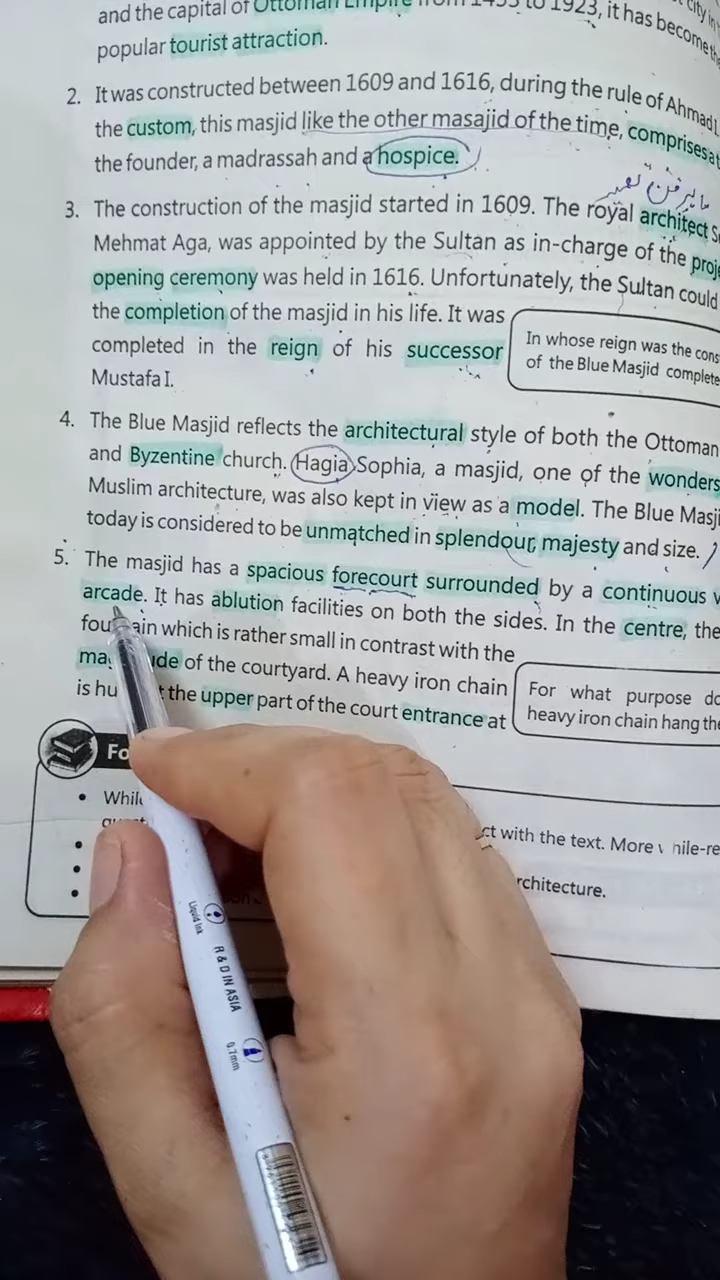 and the capital of Ottoman Empire from 1453 to 1923, it has become the
popular tourist attraction.
2. It was constructed between 1609 and 1616, during the rule of Ahmad I.
the custom, this masjid like the other masajid of the time, comprises a
the founder, a madrassah and a hospice.
ماہر فن تعمیر
3. The construction of the masjid started in 1609. The royal architect
Mehmat Aga, was appointed by the Sultan as in-charge of the
opening ceremony was held in 1616. Unfortunately, the Sultan could
the completion of the masjid in his life. It was
completed in the reign of his successor
Mustafa I.
In whose reign was the
of the Blue Masjid complete
4. The Blue Masjid reflects the architectural style of both the Ottoman
and Byzentine church. Hagia Sophia, a masjid, one of the wonders
Muslim architecture, was also kept in view as a model. The Blue
today is considered to be unmatched in splendour, majesty and size.
5. The masjid has a spacious forecourt surrounded by a continuous
arcade. It has ablution facilities on both the sides. In the centre, the
which is rather small in contrast with the
of the courtyard. A heavy iron chain
is the upper part of the court entrance at
For what purpose
heavy iron chain hang the
with the text. More
Liquid Ink
R & D IN ASIA
0.7mm